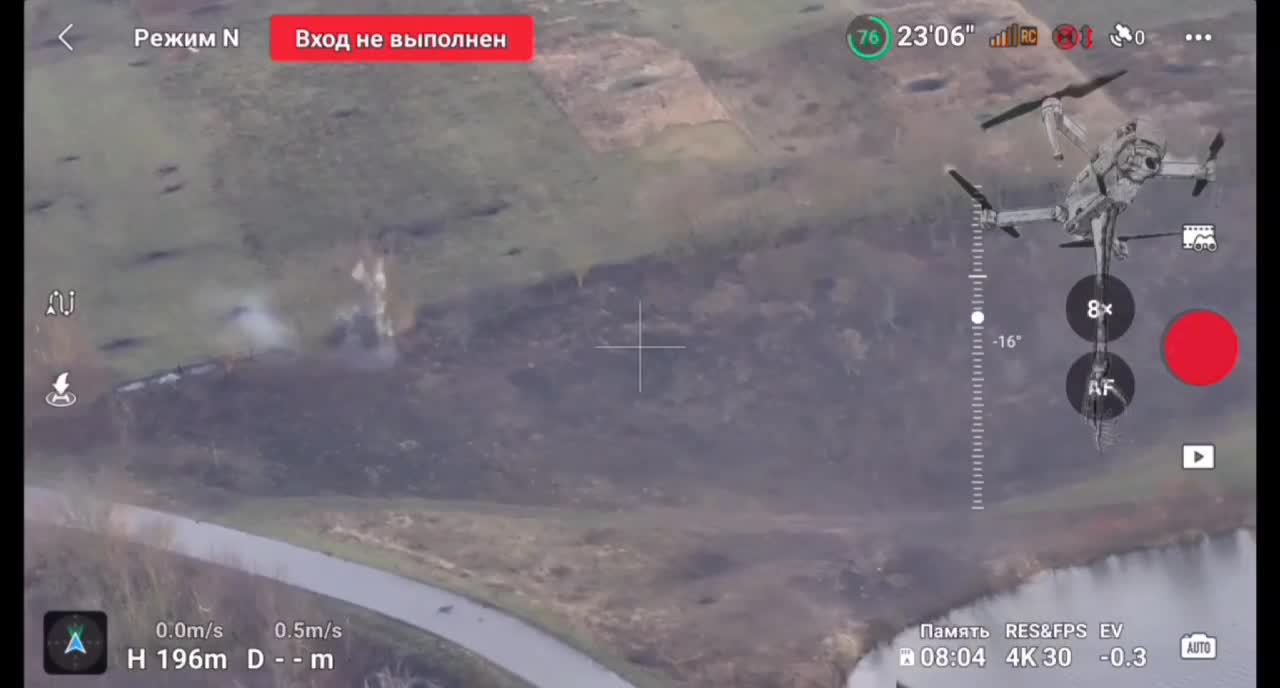 Режим N
Вход не выполнен
76
23'06"
RC
0
8×
-16°
AF
0.0m/s 0.5m/s
H 196m D - - m
Память RES&FPS EV
08:04 4K 30 -0.3
AUTO